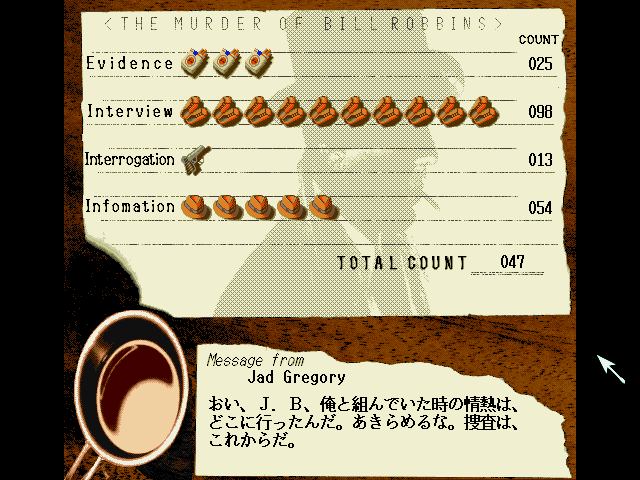 <THE MURDER OF BILL ROBBINS>
COUNT
Evidence 025
Interview 098
Interrogation 013
Infomation 054
TOTAL COUNT 047
Message from
Jad Gregory
おい、J.B、俺と組んでいた時の情熱は、
どこに行ったんだ。あきらめるな。捜査は、
これからだ。